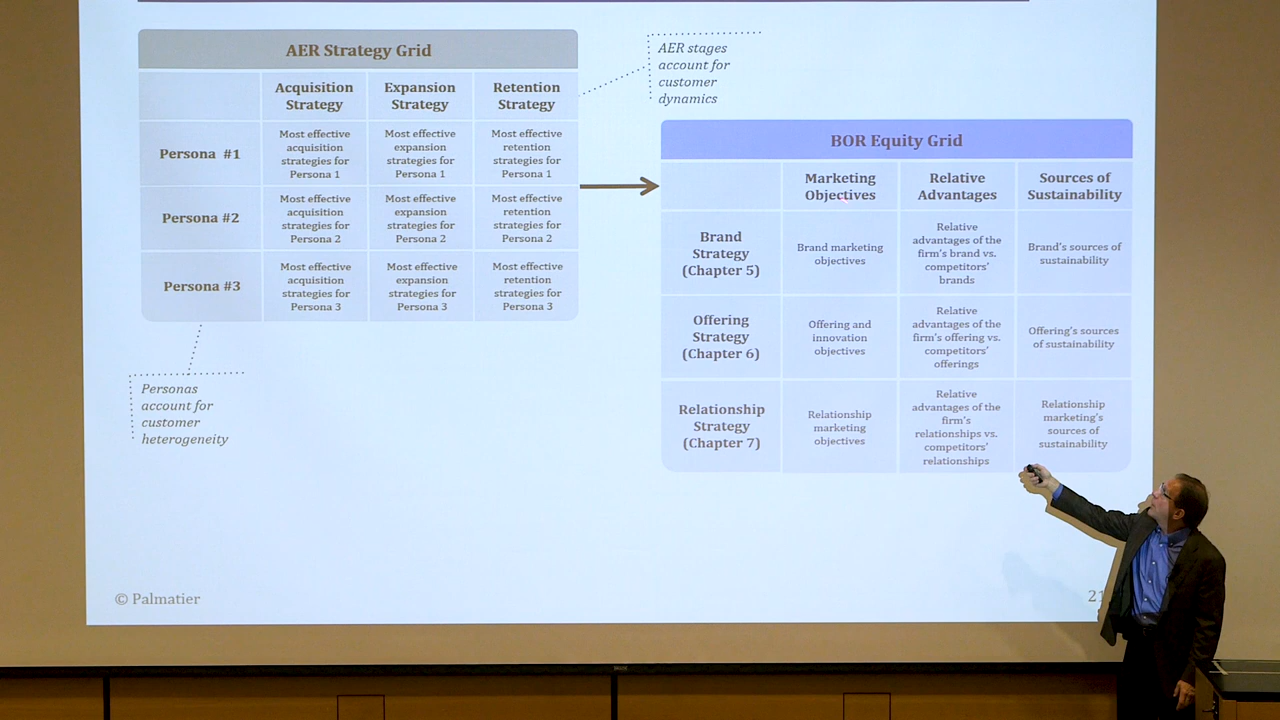 AER Strategy Grid
Acquisition
Strategy
Expansion
Strategy
Retention
Strategy
Persona #1
Most effective
acquisition
strategies for
Persona 1
Most effective
expansion
strategies for
Persona 1
Most effective
retention
strategies for
Persona 1
Persona #2
Most effective
acquisition
strategies for
Persona 2
Most effective
expansion
strategies for
Persona 2
Most effective
retention
strategies for
Persona 2
Persona #3
Most effective
acquisition
strategies for
Persona 3
Most effective
expansion
strategies for
Persona 3
Most effective
retention
strategies for
Persona 3
Personas
account for
customer
heterogeneity
AER stages
account for
customer
dynamics
BOR Equity Grid
Marketing
Objectives
Relative
Advantages
Sources of
Sustainability
Brand
Strategy
(Chapter 5)
Brand marketing
objectives
Relative
advantages of the
firm's brand vs.
competitors'
brands
Brand's sources of
sustainability
Offering
Strategy
(Chapter 6)
Offering and
innovation
objectives
Relative
advantages of the
firm's offering vs.
competitors'
offerings
Offering's sources
of sustainability
Relationship
Strategy
(Chapter 7)
Relationship
marketing
objectives
Relative
advantages of the
firm's
relationships vs.
competitors'
relationships
Relationship
marketing's
sources of
sustainability
© Palmatier